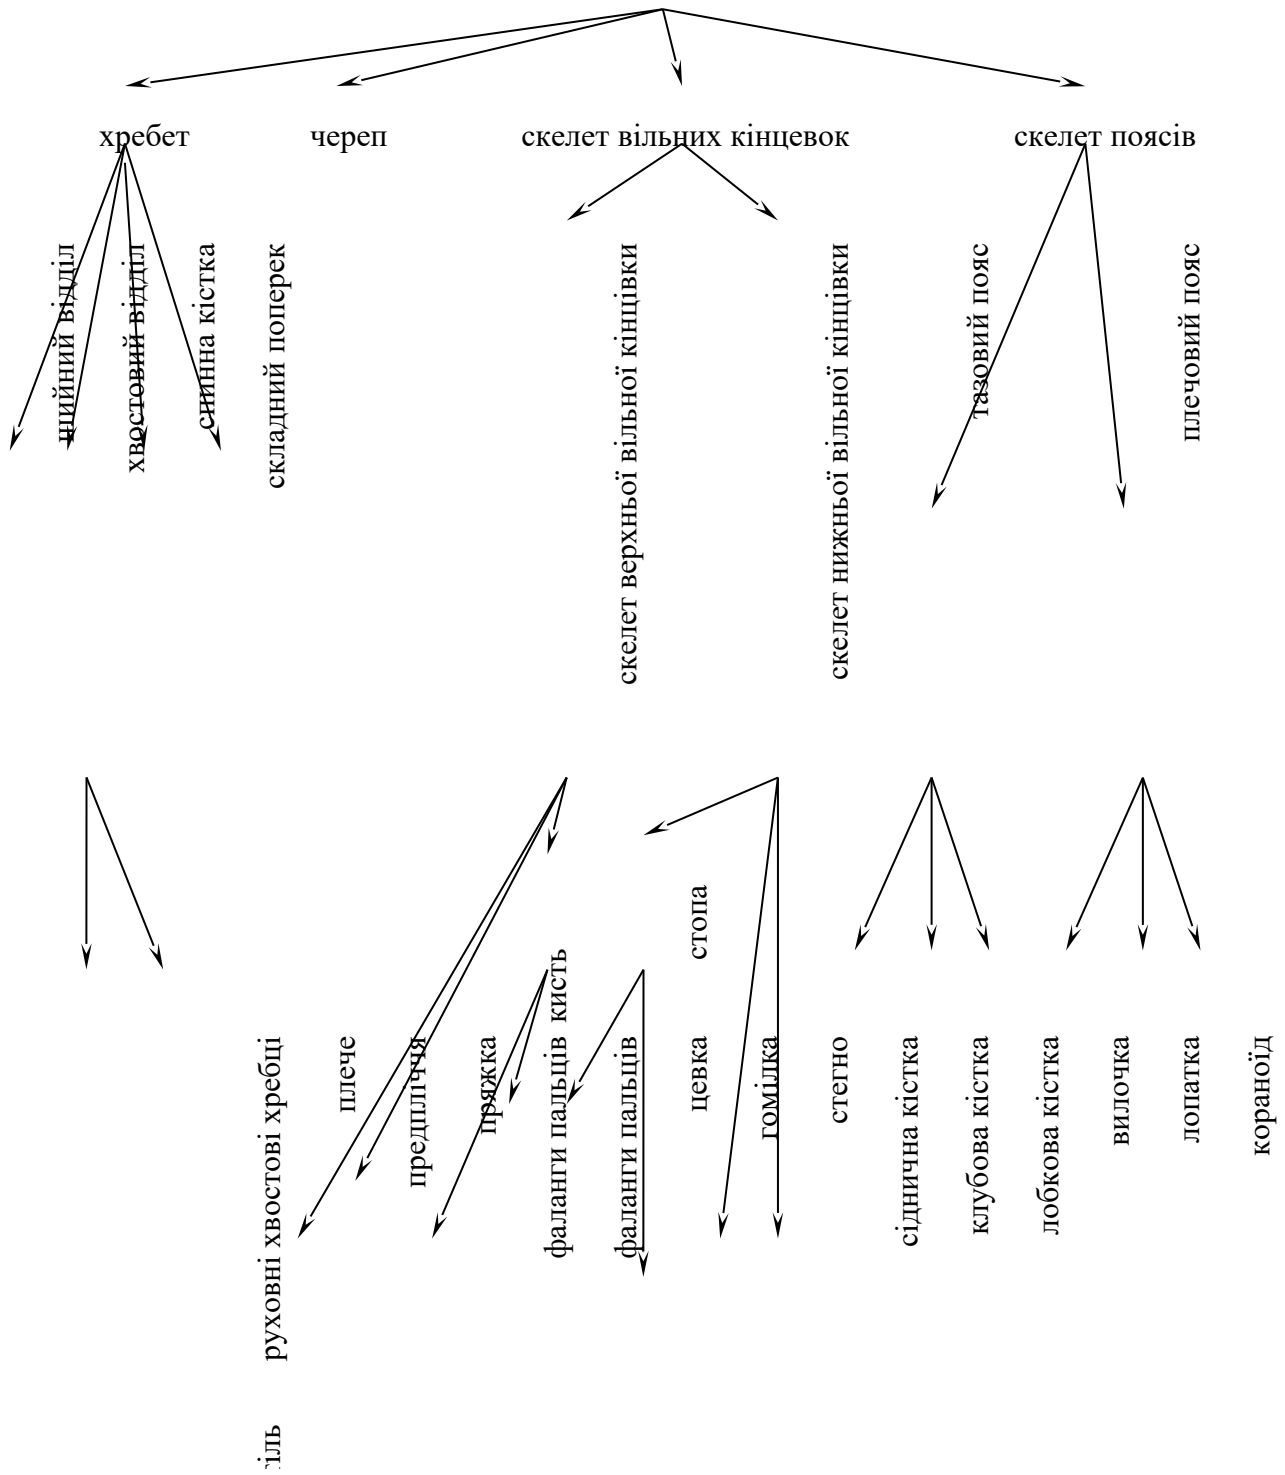 хребет
череп
скелет вільних кінцевок
скелет поясів
шийний відділ
хвостовий відділ
спинна кістка
складний поперек
скелет верхньої вільної кінцівки
скелет нижньої вільної кінцівки
тазовий пояс
плечовий пояс
стопа
кисть
руховні хвостові хребці
плече
предпліччя
пряжка
фаланги пальців
фаланги пальців
цевка
гомілка
стегно
сіднична кістка
клубова кістка
лобкова кістка
вилочка
лопатка
кораноїд